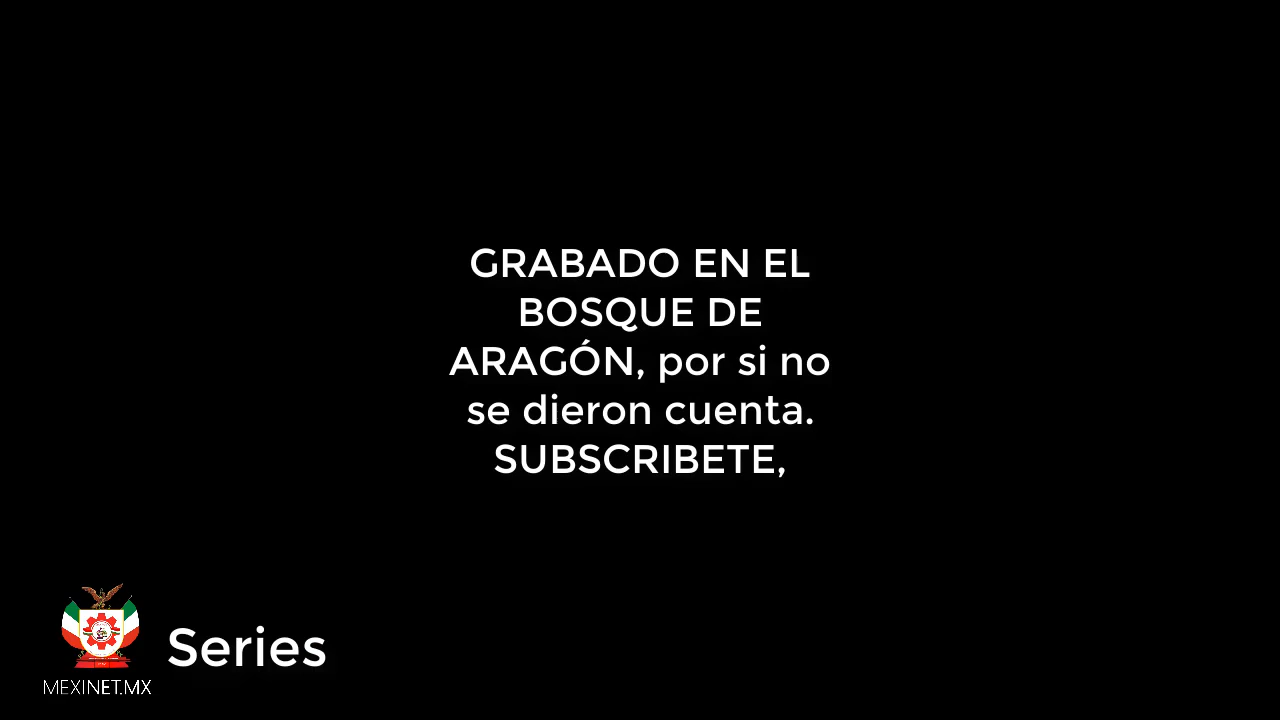 GRABADO EN EL
BOSQUE DE
ARAGÓN, por si no
se dieron cuenta.
SUBSCRIBETE,
Series
MEXINET.MX